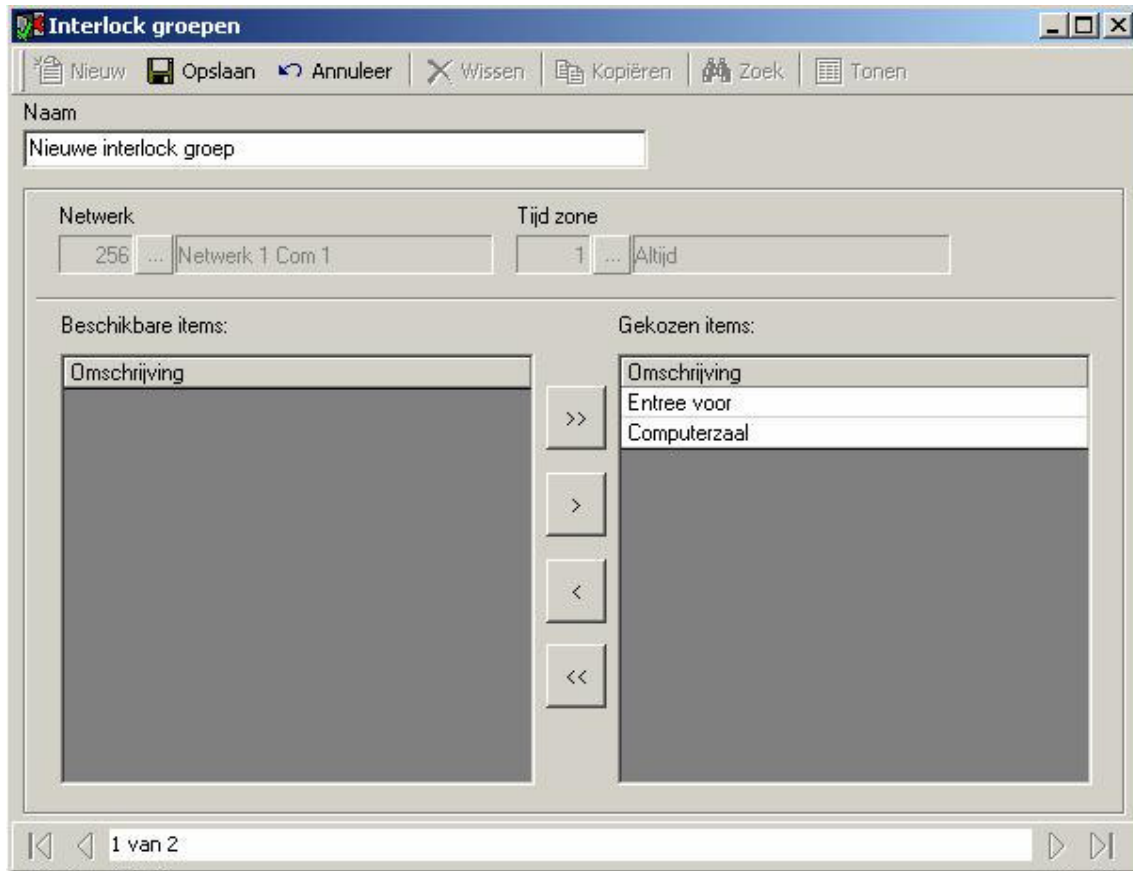 Interlock groepen
Nieuw Opslaan Annuleer Wissen Kopiëren Zoek Tonen
Naam
Nieuwe interlock groep
Netwerk Tijd zone
256 ... Netwerk 1 Com 1 1 ... Altijd
Beschikbare items: Gekozen items:
Omschrijving Omschrijving
Entree voor
>>
Computerzaal
>
<
<<
1 van 2